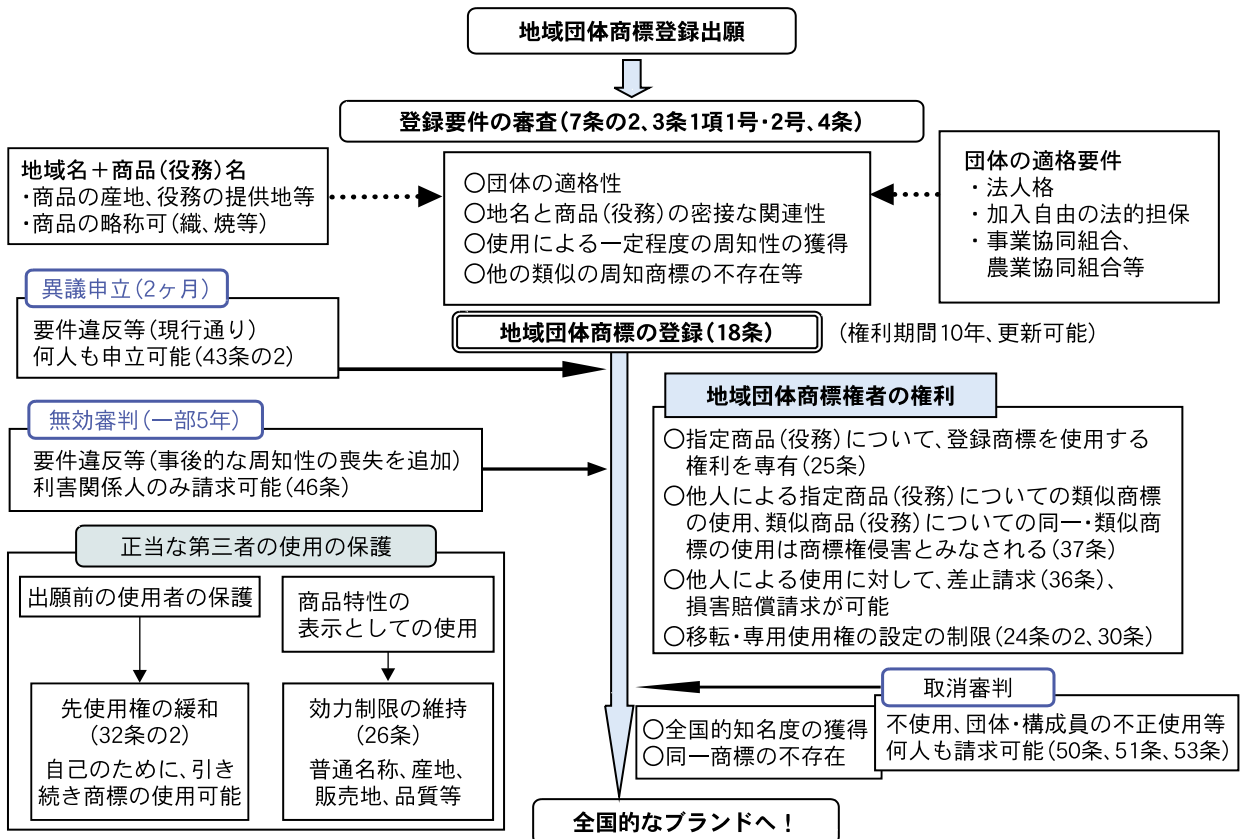 地域団体商標登録出願
登録要件の審査(7条の2、3条1項1号・2号、4条)
地域名+商品(役務)名
・商品の産地、役務の提供地等
・商品の略称可(織、焼等)
〇団体の適格性
〇地名と商品(役務)の密接な関連性
〇使用による一定程度の周知性の獲得
〇他の類似の周知商標の不存在等
団体の適格要件
・法人格
・加入自由の法的担保
・事業協同組合、
農業協同組合等
異議申立(2ヶ月)
要件違反等(現行通り)
何人も申立可能(43条の2)
地域団体商標の登録(18条)
(権利期間10年、更新可能)
無効審判(一部5年)
要件違反等(事後的な周知性の喪失を追加)
利害関係人のみ請求可能(46条)
地域団体商標権者の権利
〇指定商品(役務)について、登録商標を使用する
権利を専有(25条)
〇他人による指定商品(役務)についての類似商標
の使用、類似商品(役務)についての同一・類似商
標の使用は商標権侵害とみなされる(37条)
〇他人による使用に対して、差止請求(36条)、
損害賠償請求が可能
〇移転・専用使用権の設定の制限(24条の2、30条)
正当な第三者の使用の保護
出願前の使用者の保護
商品特性の
表示としての使用
先使用権の緩和
(32条の2)
自己のために、引き
続き商標の使用可能
効力制限の維持
(26条)
普通名称、産地、
販売地、品質等
取消審判
不使用、団体・構成員の不正使用等
何人も請求可能(50条、51条、53条)
〇全国的知名度の獲得
〇同一商標の不存在
全国的なブランドへ!